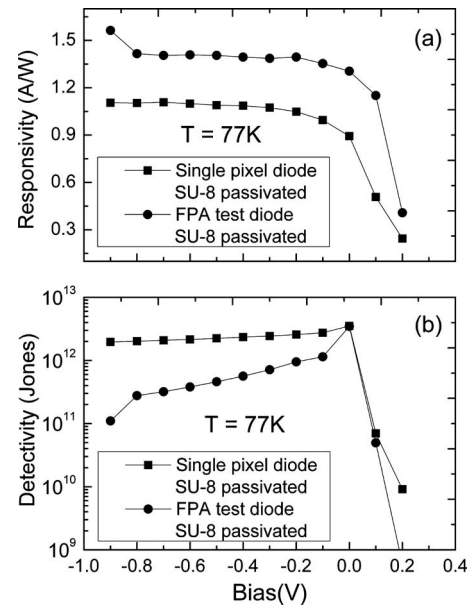 (a)
Responsivity (A/W)
1.5
1.2
0.9
0.6
0.3
T = 77K
Single pixel diode
SU-8 passivated
FPA test diode
SU-8 passivated
(b)
Detectivity (Jones)
10^13
10^12
10^11
10^10
10^9
T = 77K
Single pixel diode
SU-8 passivated
FPA test diode
SU-8 passivated
-1.0 -0.8 -0.6 -0.4 -0.2 0.0 0.2 0.4
Bias(V)